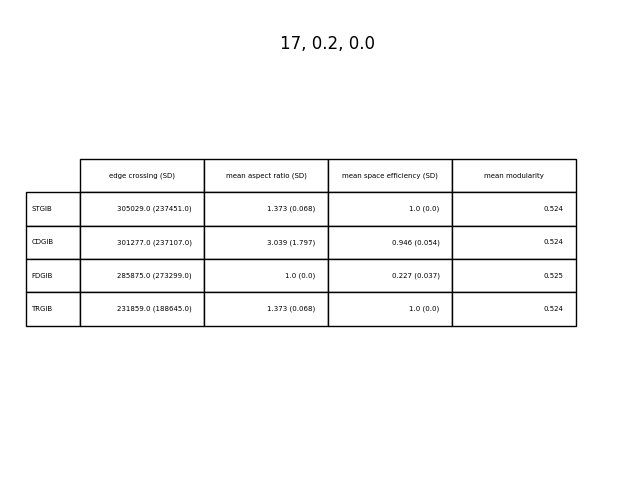 17, 0.2, 0.0
edge crossing (SD) mean aspect ratio (SD) mean space efficiency (SD) mean modularity
STGIB 305029.0 (237451.0) 1.373 (0.068) 1.0 (0.0) 0.524
CDGIB 301277.0 (237107.0) 3.039 (1.797) 0.946 (0.054) 0.524
FDGIB 285875.0 (273299.0) 1.0 (0.0) 0.227 (0.037) 0.525
TRGIB 231859.0 (188645.0) 1.373 (0.068) 1.0 (0.0) 0.524